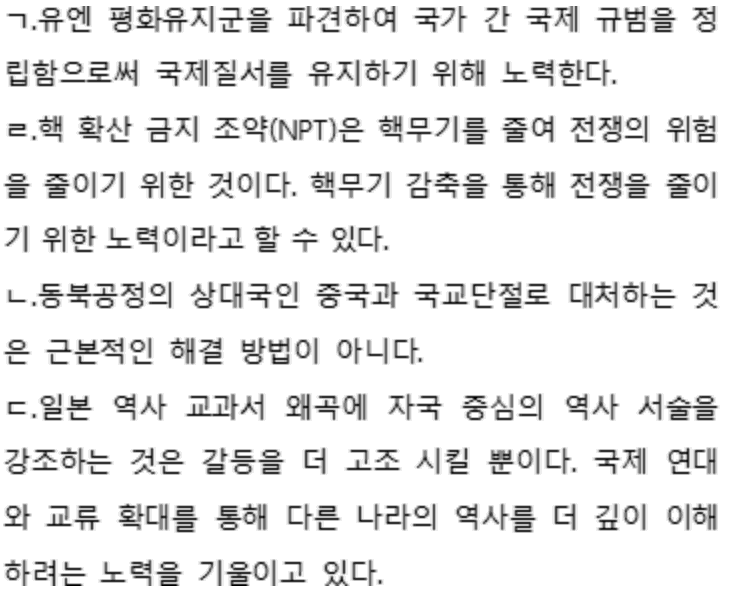 ㄱ.유엔 평화유지군을 파견하여 국가 간 국제 규범을 정
립함으로써 국제질서를 유지하기 위해 노력한다.
ㄹ.핵 확산 금지 조약(NPT)은 핵무기를 줄여 전쟁의 위험
을 줄이기 위한 것이다. 핵무기 감축을 통해 전쟁을 줄이
기 위한 노력이라고 할 수 있다.
ㄴ.동북공정의 상대국인 중국과 국교단절로 대처하는 것
은 근본적인 해결 방법이 아니다.
ㄷ.일본 역사 교과서 왜곡에 자국 중심의 역사 서술을
강조하는 것은 갈등을 더 고조 시킬 뿐이다. 국제 연대
와 교류 확대를 통해 다른 나라의 역사를 더 깊이 이해
하려는 노력을 기울이고 있다.